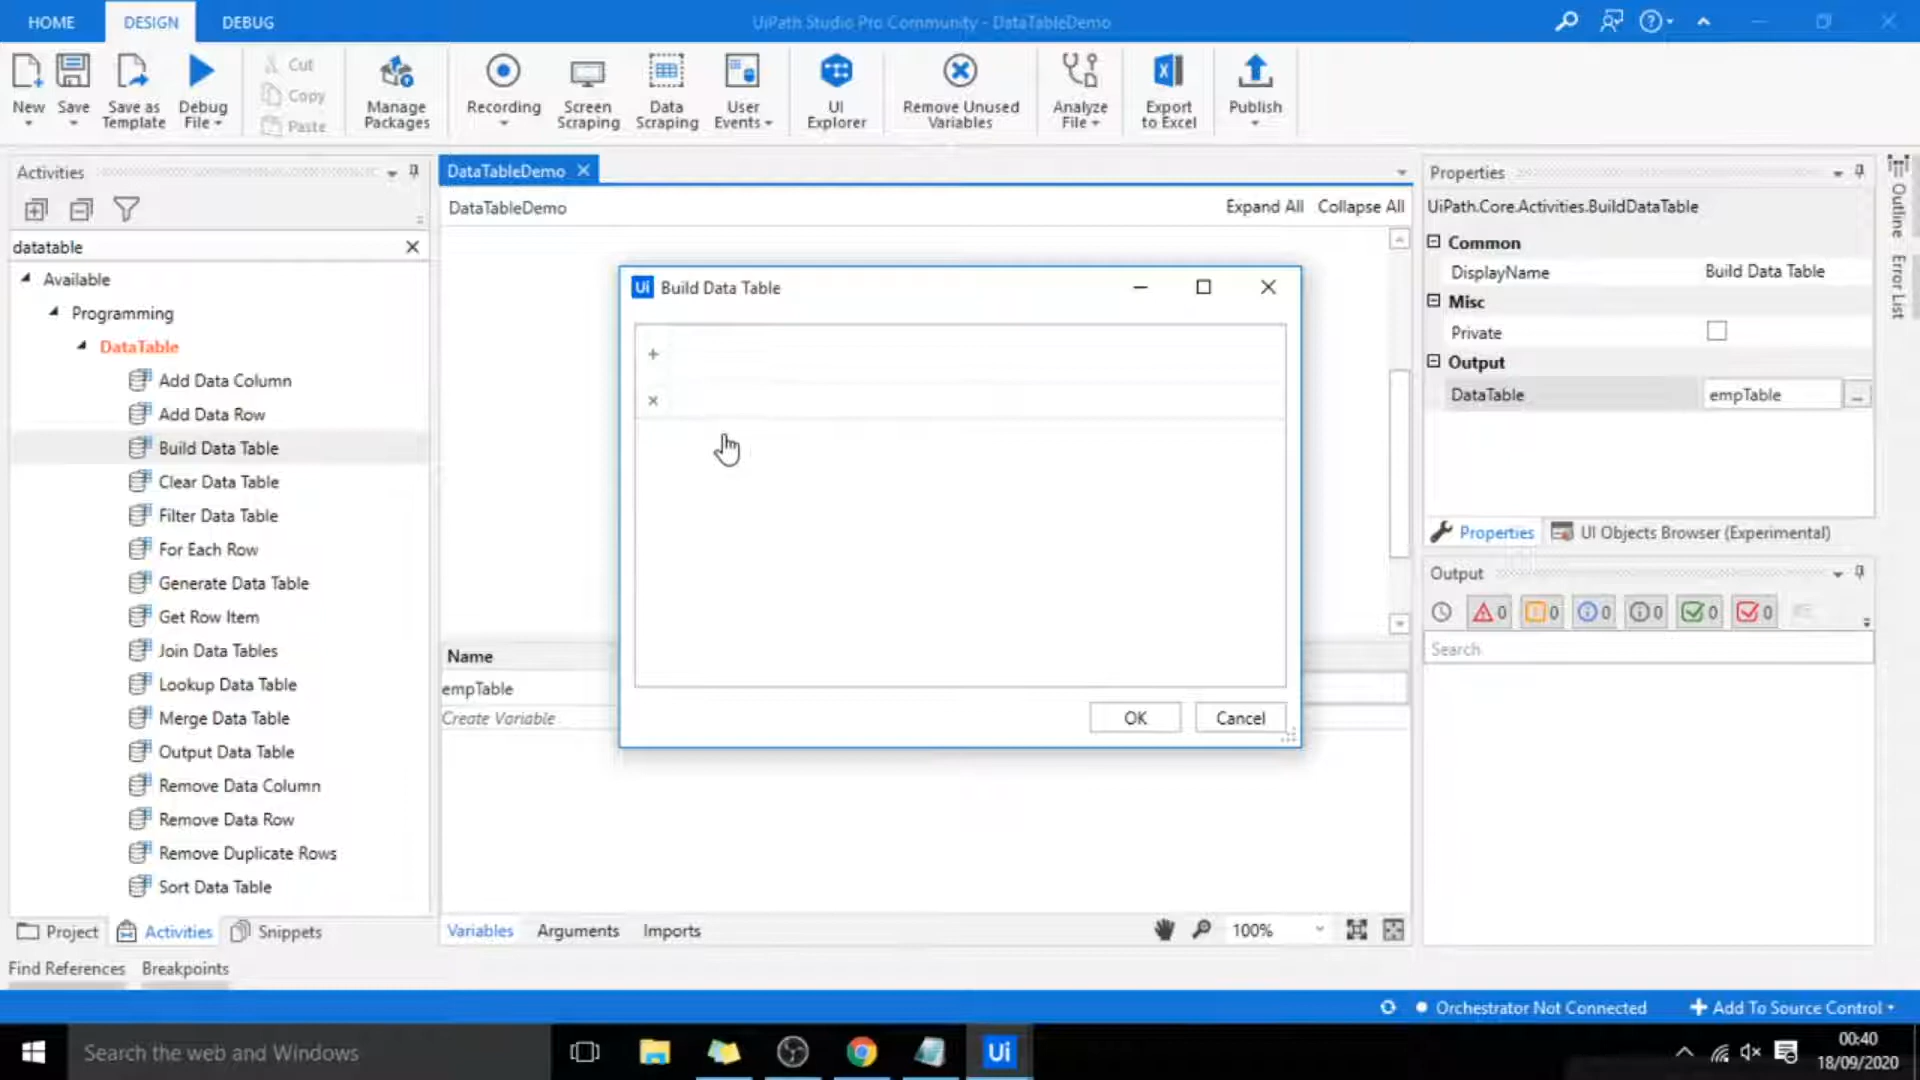 HOME DESIGN DEBUG UiPath Studio Pro Community - DataTableDemo
New Save Save as Template Debug File Cut Copy Paste Manage Packages Recording Screen Scraping Data Scraping User Events UI Explorer Remove Unused Variables Analyze File Export to Excel Publish
Activities
datatable
Available
Programming
DataTable
Add Data Column
Add Data Row
Build Data Table
Clear Data Table
Filter Data Table
For Each Row
Generate Data Table
Get Row Item
Join Data Tables
Lookup Data Table
Merge Data Table
Output Data Table
Remove Data Column
Remove Data Row
Remove Duplicate Rows
Sort Data Table
Project Activities Snippets
Find References Breakpoints
DataTableDemo
DataTableDemo Expand All Collapse All
Ui Build Data Table
OK Cancel
Name
empTable
Create Variable
Variables Arguments Imports 100%
Properties
UiPath.Core.Activities.BuildDataTable
Common
DisplayName Build Data Table
Misc
Private
Output
DataTable empTable ...
Properties UI Objects Browser (Experimental)
Output
0 0 0 0 0 0
Search
Outline
Error List
Orchestrator Not Connected Add To Source Control
Search the web and Windows Ui
00:40
18/09/2020